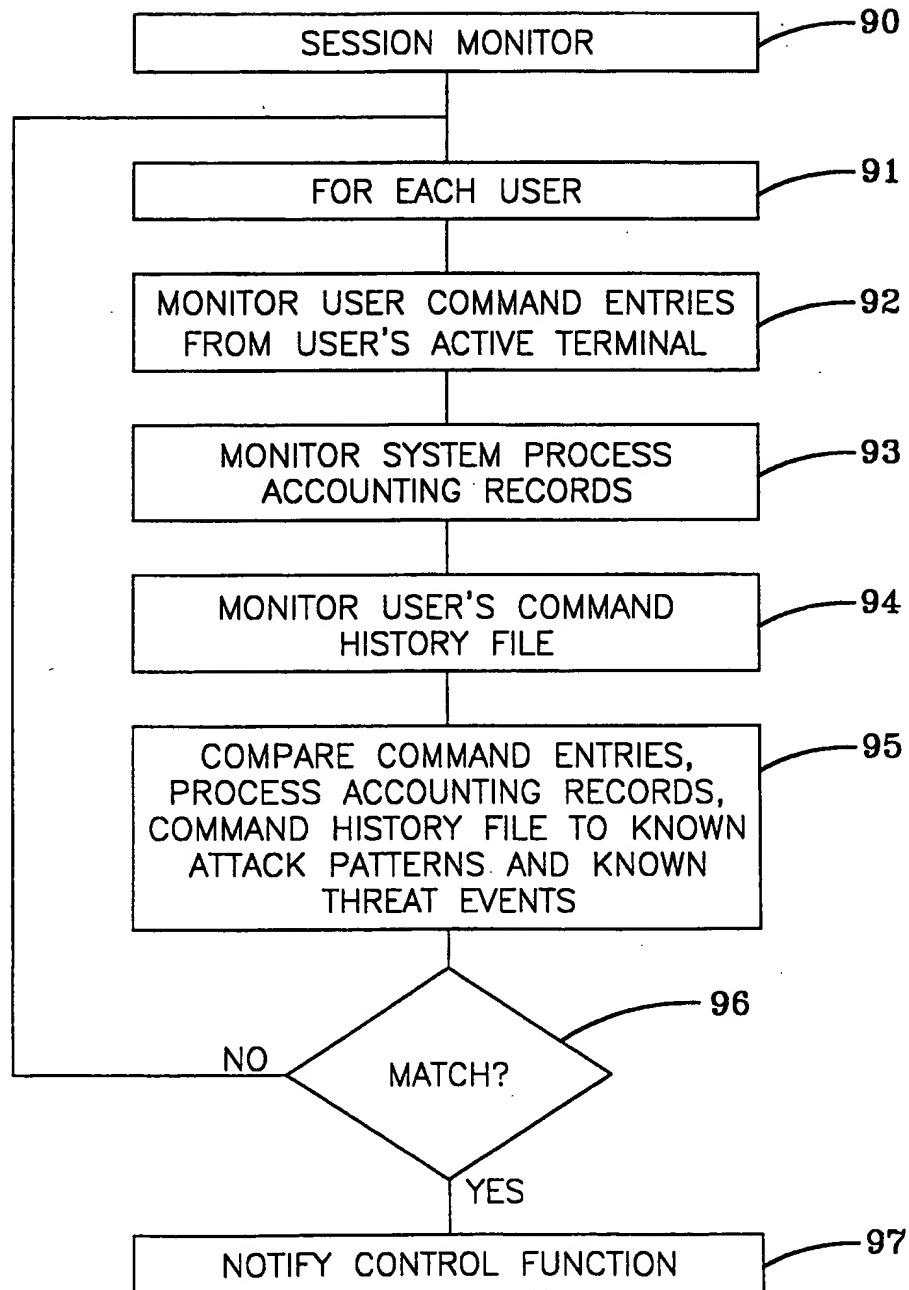 SESSION MONITOR
90
FOR EACH USER
91
MONITOR USER COMMAND ENTRIES
FROM USER'S ACTIVE TERMINAL
92
MONITOR SYSTEM PROCESS
ACCOUNTING RECORDS
93
MONITOR USER'S COMMAND
HISTORY FILE
94
COMPARE COMMAND ENTRIES,
PROCESS ACCOUNTING RECORDS,
COMMAND HISTORY FILE TO KNOWN
ATTACK PATTERNS AND KNOWN
THREAT EVENTS
95
MATCH?
96
NO
YES
NOTIFY CONTROL FUNCTION
97